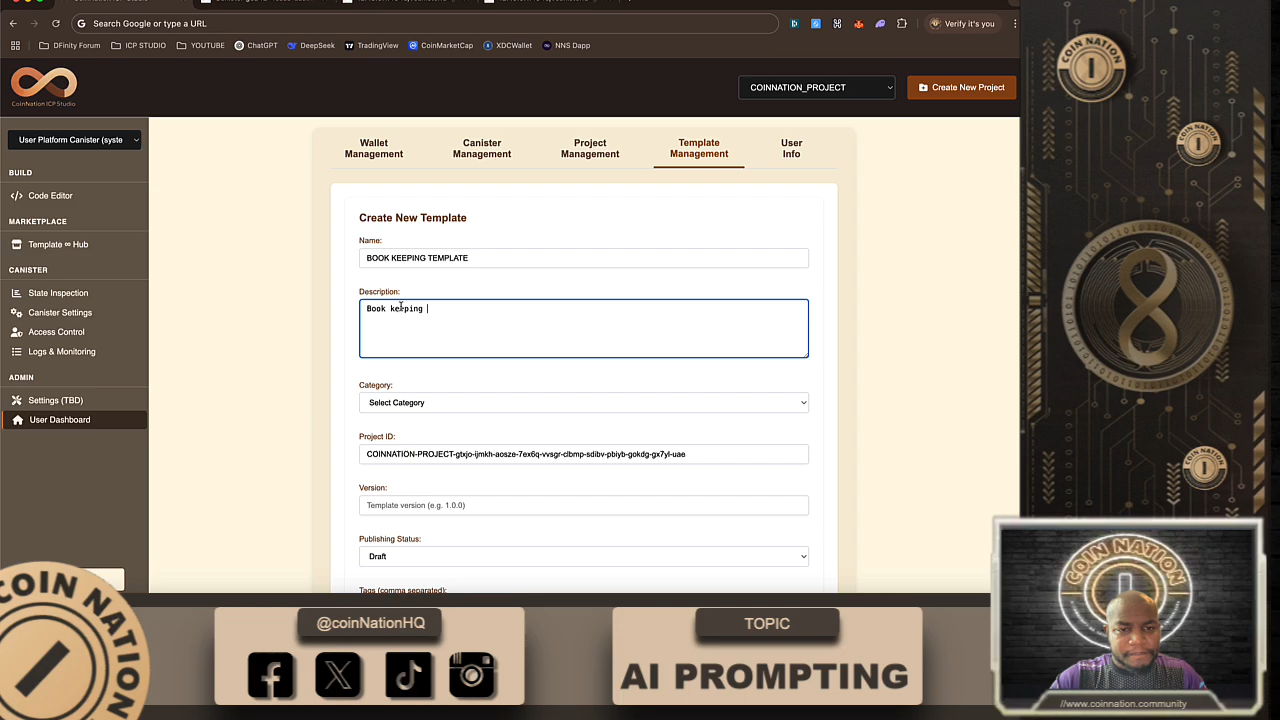 Search Google or type a URL
Verify it's you
DFinity Forum
ICP STUDIO
YOUTUBE
ChatGPT
DeepSeek
TradingView
CoinMarketCap
XDCWallet
NNS Dapp
CoinNation ICP Studio
COINNATION_PROJECT
Create New Project
User Platform Canister (syste
BUILD
Code Editor
MARKETPLACE
Template ∞ Hub
CANISTER
State Inspection
Canister Settings
Access Control
Logs & Monitoring
ADMIN
Settings (TBD)
User Dashboard
Wallet
Management
Canister
Management
Project
Management
Template
Management
User
Info
Create New Template
Name:
BOOK KEEPING TEMPLATE
Description:
Book keeping
Category:
Select Category
Project ID:
COINNATION-PROJECT-gtxjo-ijmkh-aosze-7ex6q-vvsgr-clbmp-sdibv-pbiyb-gokdg-gx7yl-uae
Version:
Template version (e.g. 1.0.0)
Publishing Status:
Draft
Tags (comma separated):
COIN NATION
COIN NATION
COIN NATION
@coinNationHQ
TOPIC
AI PROMPTING
//www.coinnation.community